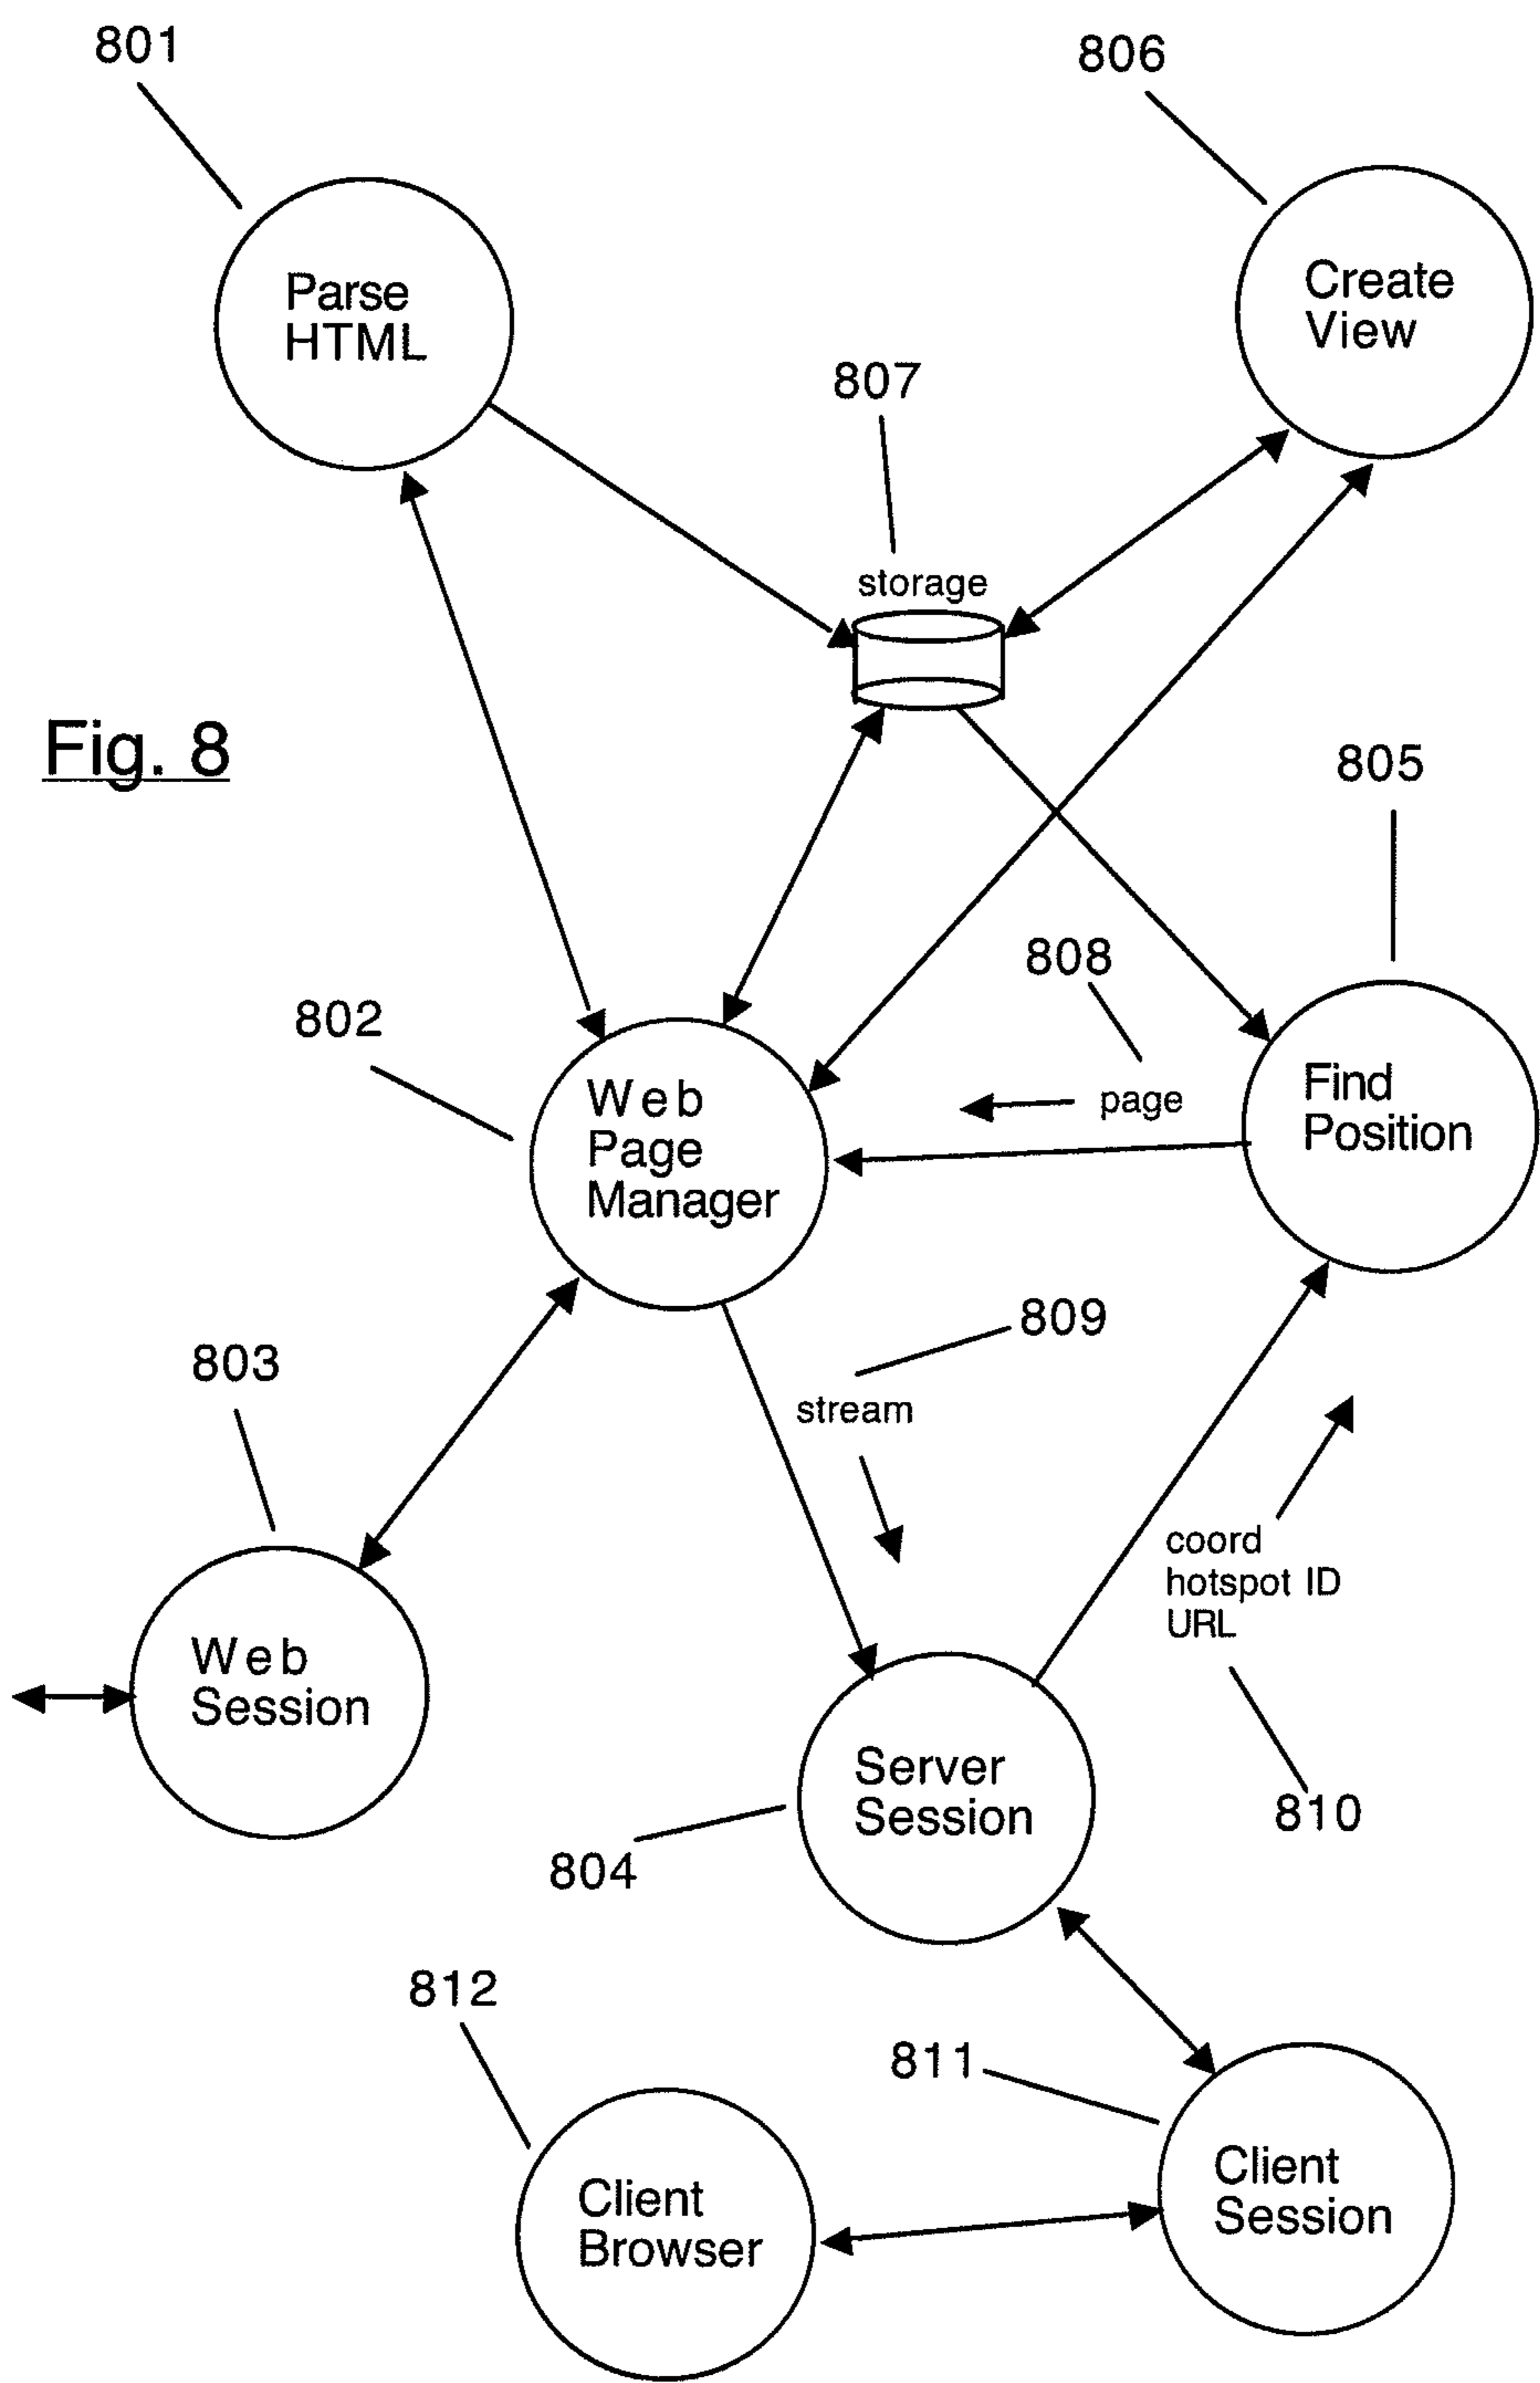 801
806
Parse
HTML
Create
View
807
storage
Fig. 8
805
808
802
page
Find
Position
Web
Page
Manager
809
803
stream
coord
hotspot ID
URL
Web
Session
Server
Session
810
804
812
811
Client
Session
Client
Browser